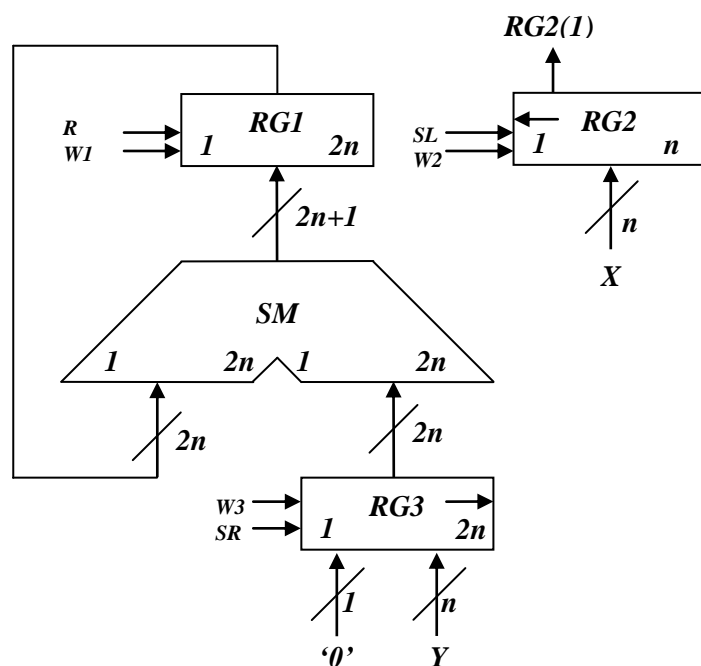 RG2(1)
R
W1
RG1
1 2n
SL
W2
RG2
1 n
2n+1
n
X
SM
1 2n 1 2n
2n
2n
W3
SR
RG3
1 2n
1
n
‘0’ Y